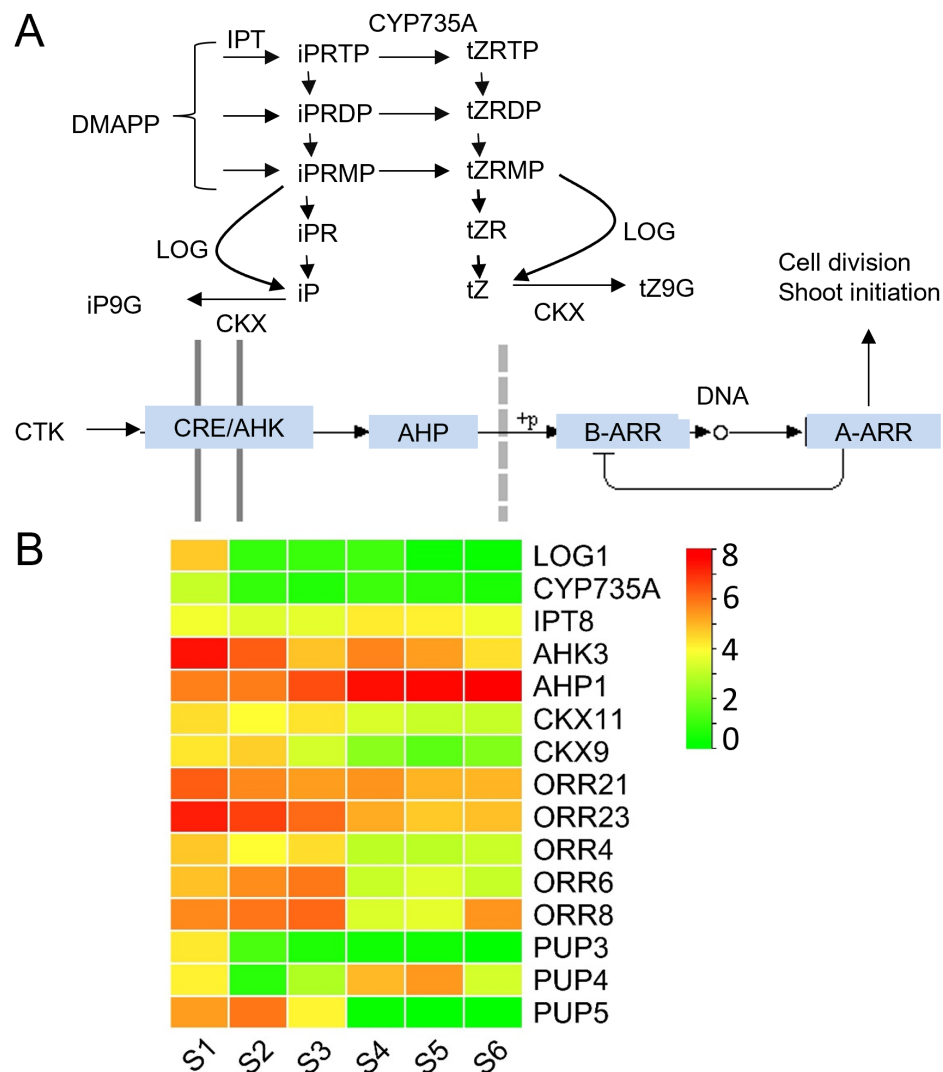 A
CYP735A
IPT
iPRTP
tZRTP
iPRDP
tZRDP
DMAPP
iPRMP
tZRMP
iPR
tZR
LOG
LOG
iP
tZ
tZ9G
iP9G
CKX
CKX
Cell division
Shoot initiation
DNA
CTK
CRE/AHK
AHP
+p
B-ARR
A-ARR
B
LOG1
CYP735A
IPT8
AHK3
AHP1
CKX11
CKX9
ORR21
ORR23
ORR4
ORR6
ORR8
PUP3
PUP4
PUP5
8
6
4
2
0
S1 S2 S3 S4 S5 S6